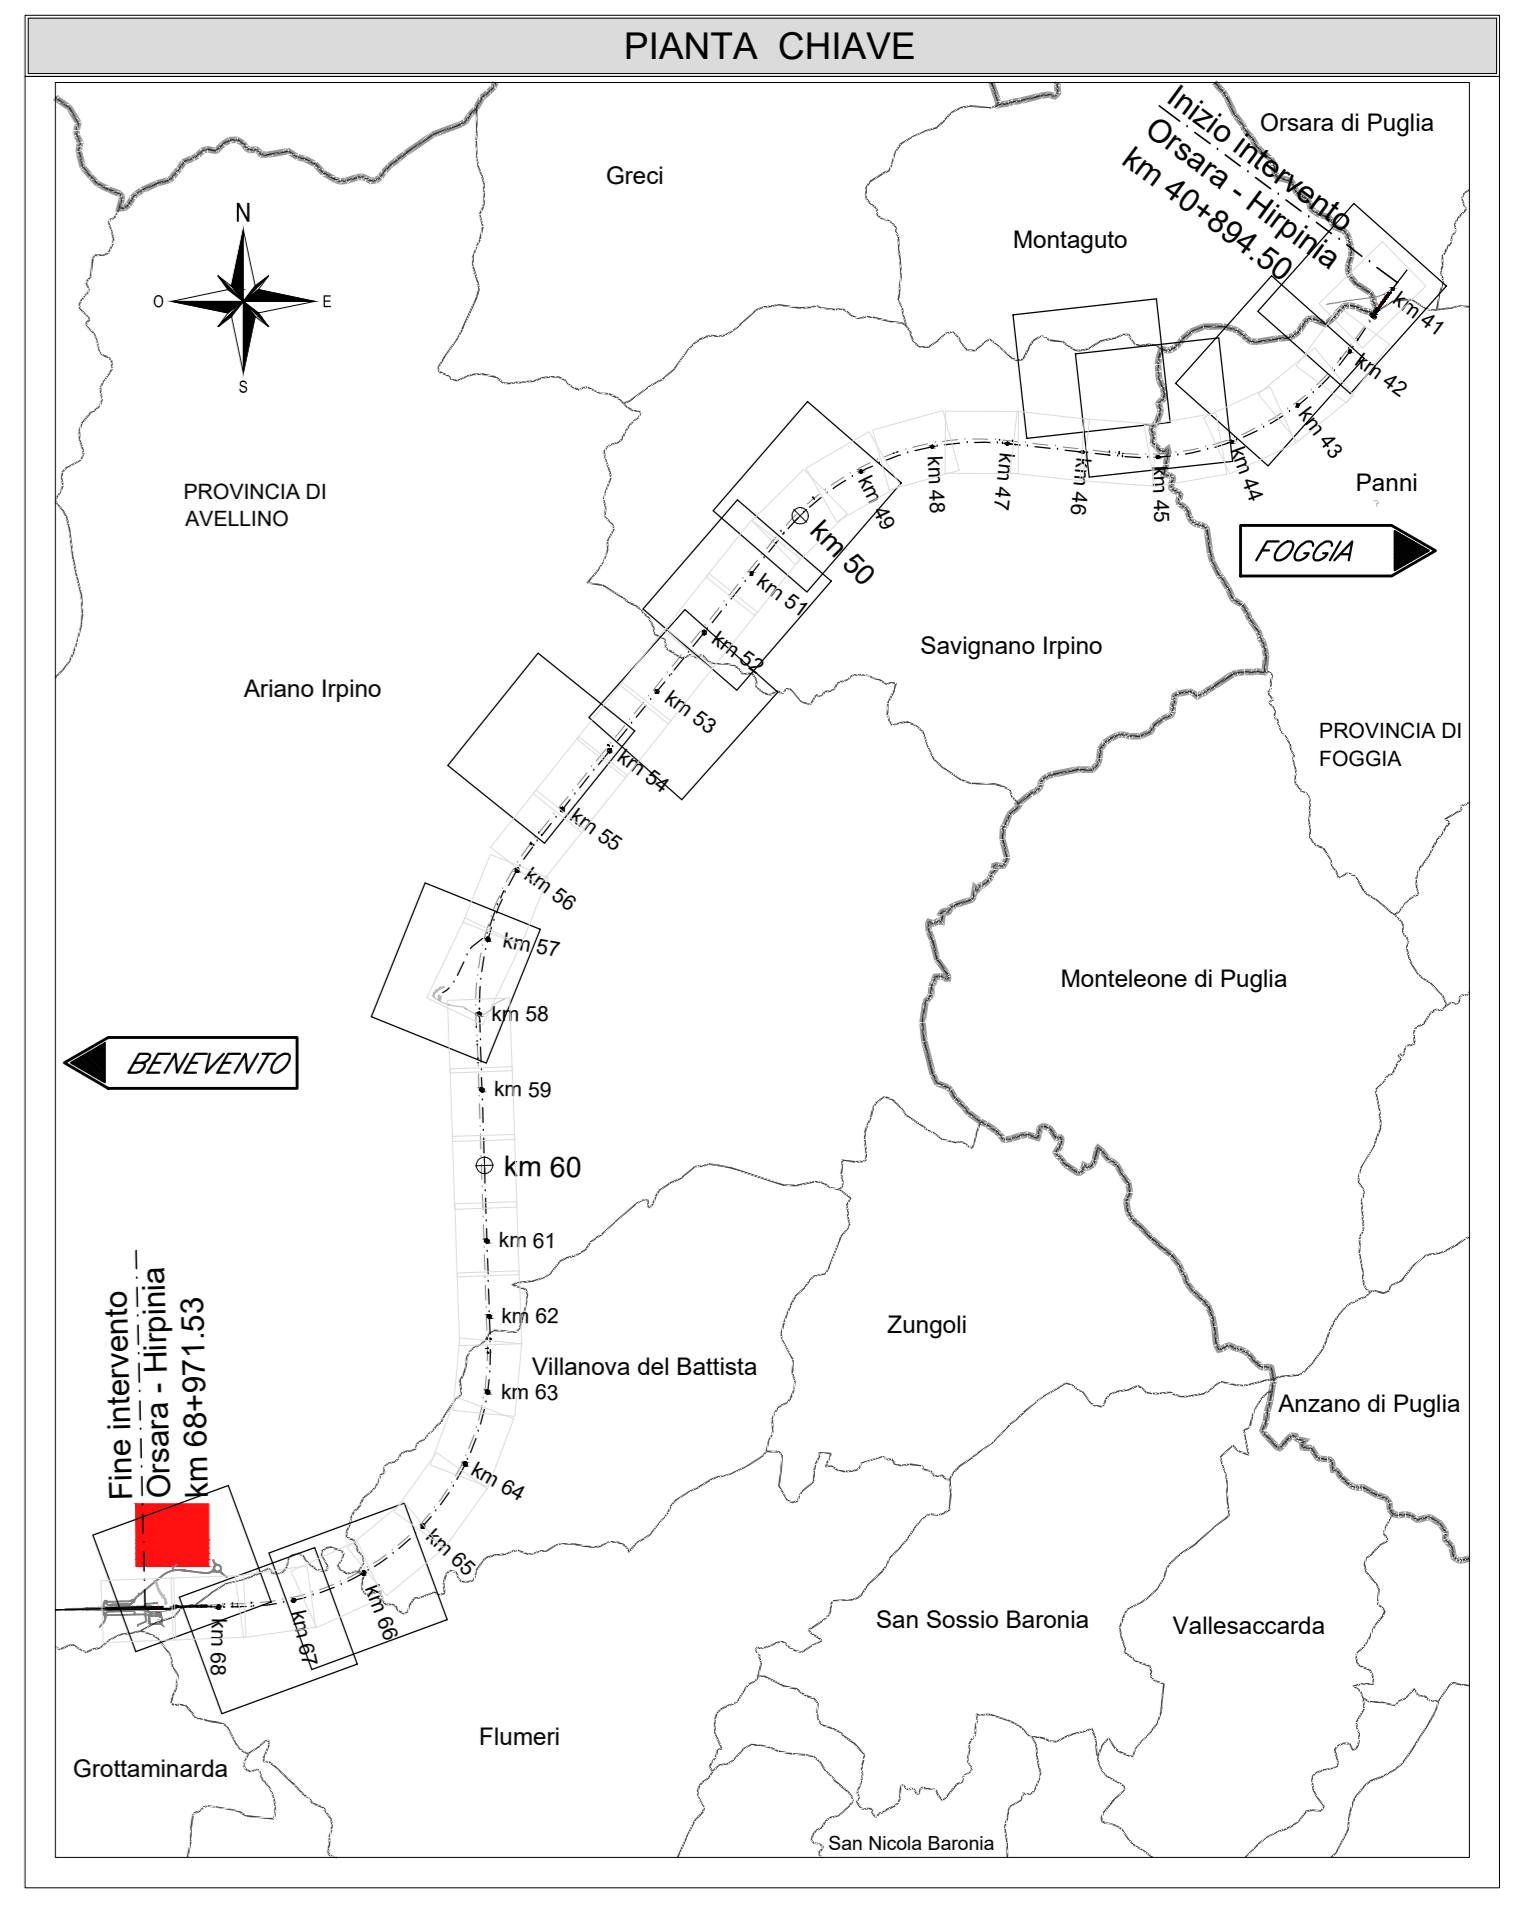 PIANTA CHIAVE
Inizio intervento
Orsara - Hirpinia
km 40+894.50
Orsara di Puglia
Greci
Montaguto
N
O
E
S
km 41
km 42
km 43
km 44
km 45
km 46
km 47
km 48
km 49
km 50
km 51
km 52
km 53
km 54
km 55
km 56
km 57
km 58
km 59
km 60
km 61
km 62
km 63
km 64
km 65
km 66
km 67
km 68
PROVINCIA DI
AVELLINO
Panni
?
FOGGIA
Savignano Irpino
Ariano Irpino
PROVINCIA DI
FOGGIA
Monteleone di Puglia
BENEVENTO
Fine intervento
Orsara - Hirpinia
km 68+971.53
Zungoli
Villanova del Battista
Anzano di Puglia
San Sossio Baronia
Vallesaccarda
Flumeri
Grottaminarda
San Nicola Baronia